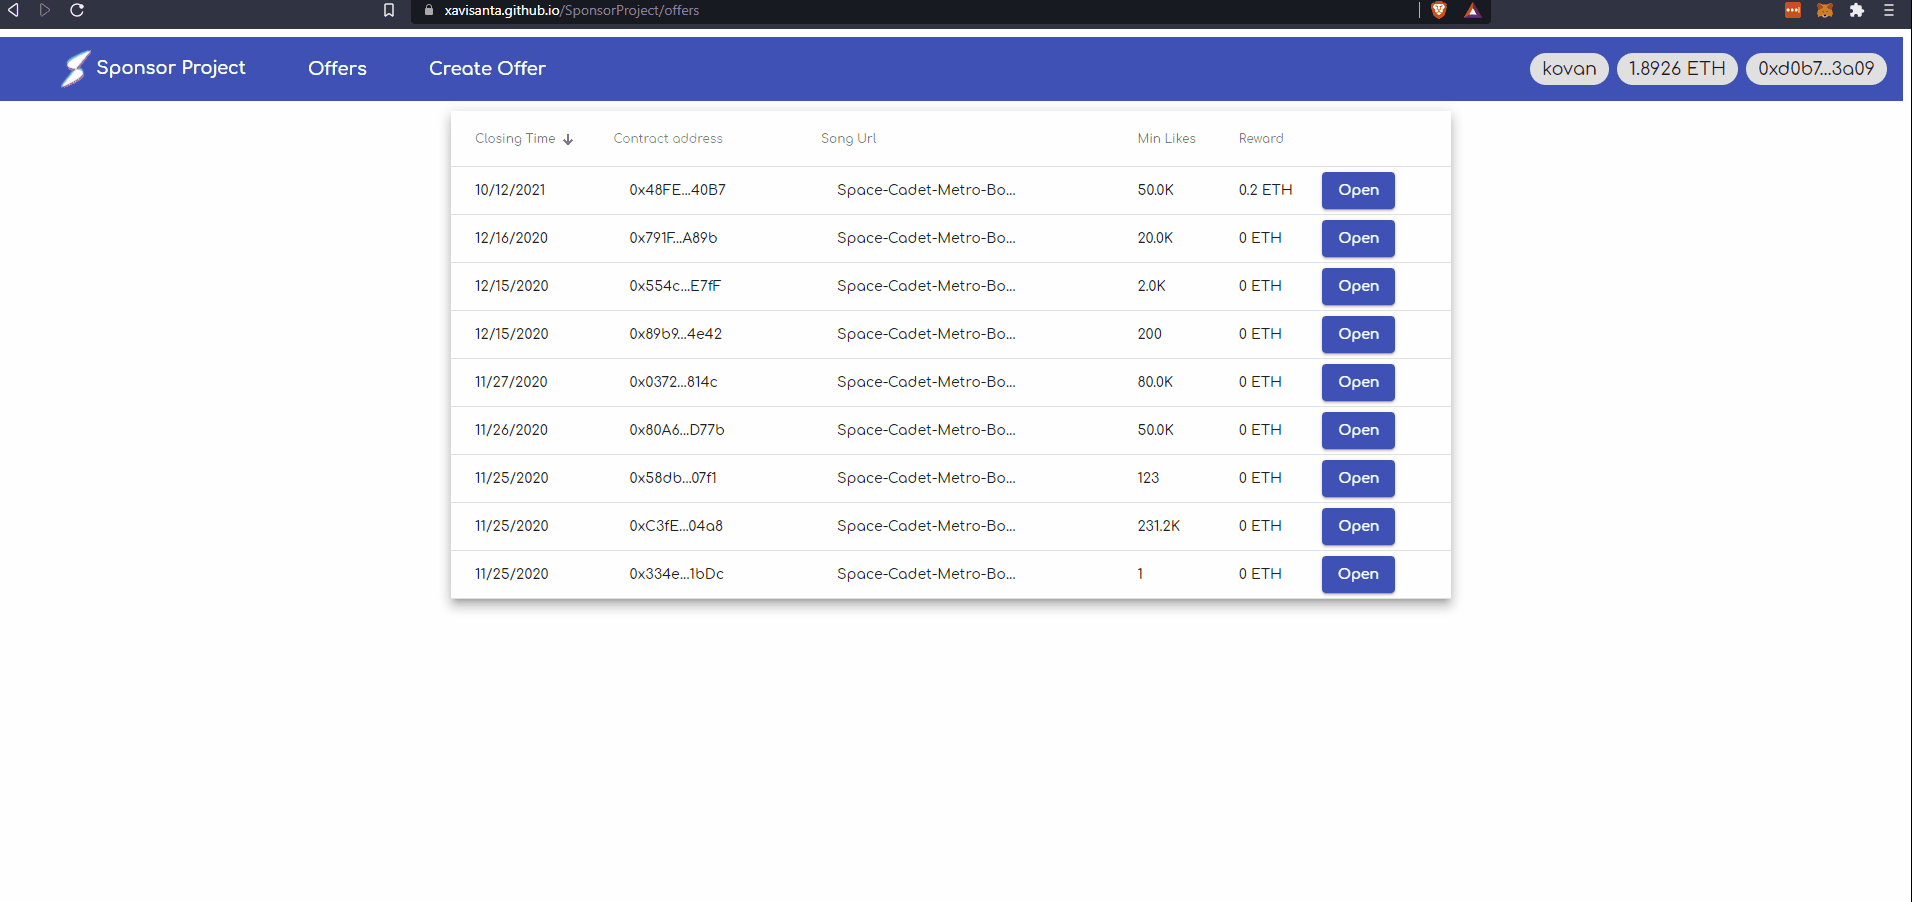 xavisanta.github.io/SponsorProject/offers
Sponsor Project Offers Create Offer kovan 1.8926 ETH 0xd0b7...3a09
Closing Time Contract address Song Url Min Likes Reward
10/12/2021 0x48FE...40B7 Space-Cadet-Metro-Bo... 50.0K 0.2 ETH Open
12/16/2020 0x791F...A89b Space-Cadet-Metro-Bo... 20.0K 0 ETH Open
12/15/2020 0x554c...E7fF Space-Cadet-Metro-Bo... 2.0K 0 ETH Open
12/15/2020 0x89b9...4e42 Space-Cadet-Metro-Bo... 200 0 ETH Open
11/27/2020 0x0372...814c Space-Cadet-Metro-Bo... 80.0K 0 ETH Open
11/26/2020 0x80A6...D77b Space-Cadet-Metro-Bo... 50.0K 0 ETH Open
11/25/2020 0x58db...07f1 Space-Cadet-Metro-Bo... 123 0 ETH Open
11/25/2020 0xC3fE...04a8 Space-Cadet-Metro-Bo... 231.2K 0 ETH Open
11/25/2020 0x334e...1bDc Space-Cadet-Metro-Bo... 1 0 ETH Open